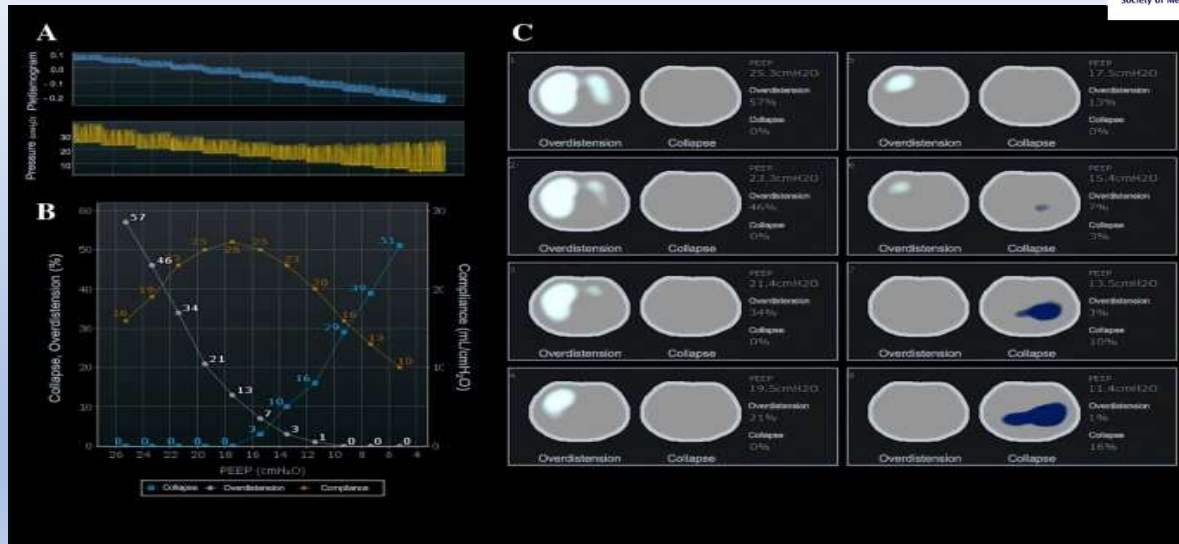 Society of Me
A
Pletismogram
0.1
0.0
-0.1
-0.2
Pressure (cmH₂O)
30
20
10
B
Collapse, Overdistension (%)
60
50
40
30
20
10
0
57
46
34
21
13
7
3
1
0
0
0
16
19
25
25
23
20
16
13
10
0
0
0
0
0
3
10
16
29
39
51
30
20
10
0
Compliance (mL/cmH₂O)
26 24 22 20 18 16 14 12 10 8 6 4
PEEP (cmH₂O)
Collapse Overdistension Compliance
C
1
PEEP
25.3cmH2O
Overdistension
57%
Collapse
0%
Overdistension Collapse
2
PEEP
23.3cmH2O
Overdistension
46%
Collapse
0%
Overdistension Collapse
3
PEEP
21.4cmH2O
Overdistension
34%
Collapse
0%
Overdistension Collapse
4
PEEP
19.5cmH2O
Overdistension
21%
Collapse
0%
Overdistension Collapse
5
PEEP
17.5cmH2O
Overdistension
13%
Collapse
0%
Overdistension Collapse
6
PEEP
15.4cmH2O
Overdistension
7%
Collapse
3%
Overdistension Collapse
7
PEEP
13.5cmH2O
Overdistension
3%
Collapse
10%
Overdistension Collapse
8
PEEP
11.4cmH2O
Overdistension
1%
Collapse
16%
Overdistension Collapse